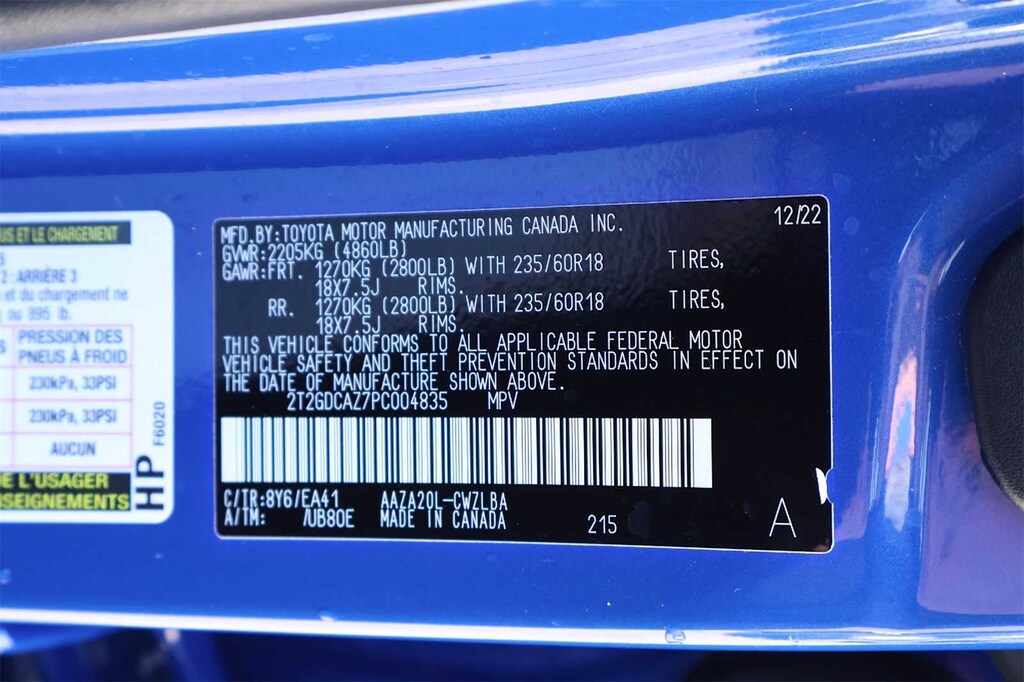 US ET LE CHARGEMENT
2 : ARRIÈRE 3
et du chargement ne
ou 895 lb.
PRESSION DES
PNEUS À FROID
230kPa, 33PSI
230kPa, 33PSI
AUCUN
L'USAGER
HP F6020
12/22
MFD.BY:TOYOTA MOTOR MANUFACTURING CANADA INC.
GVWR:2205KG (4860LB)
GAWR:FRT. 1270KG (2800LB) WITH 235/60R18 TIRES,
18X7.5J RIMS.
RR. 1270KG (2800LB) WITH 235/60R18 TIRES,
18X7.5J RIMS.
THIS VEHICLE CONFORMS TO ALL APPLICABLE FEDERAL MOTOR
VEHICLE SAFETY AND THEFT PREVENTION STANDARDS IN EFFECT ON
THE DATE OF MANUFACTURE SHOWN ABOVE.
2T2GDCAZ7PC004835 MPV
C/TR:8Y6/EA41 AAZA20L-CWZLBA
A/TM: /UB80E MADE IN CANADA 215 A